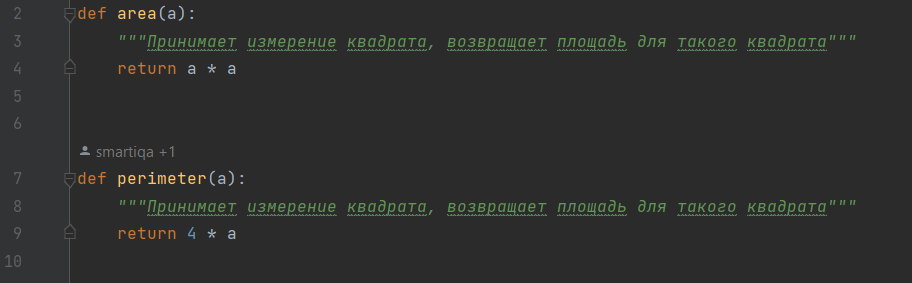 2 def area(a):
3 """Принимает измерение квадрата, возвращает площадь для такого квадрата"""
4 return a * a
5
6
smartiqa +1
7 def perimeter(a):
8 """Принимает измерение квадрата, возвращает площадь для такого квадрата"""
9 return 4 * a
10